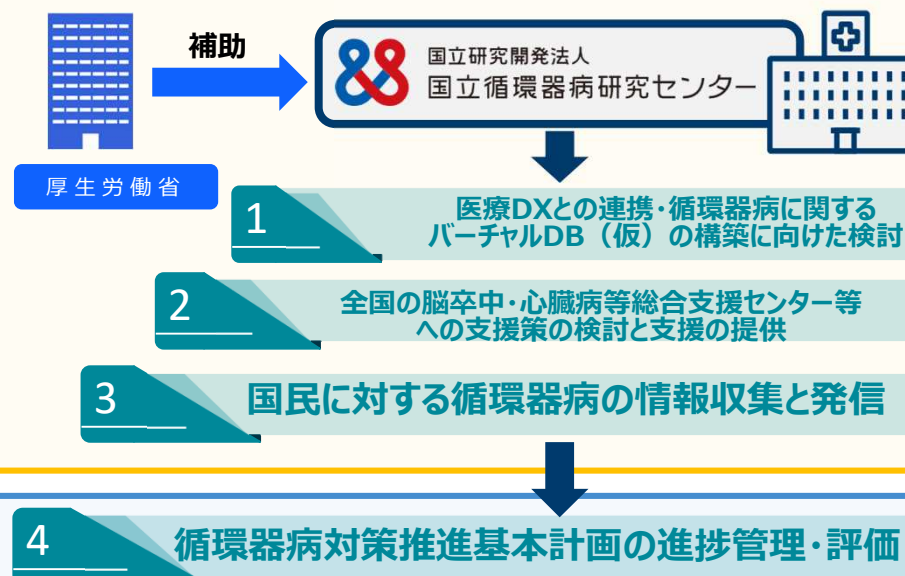 補助
国立研究開発法人
国立循環器病研究センター
厚生労働省
1
医療DXとの連携・循環器病に関する
バーチャルDB（仮）の構築に向けた検討
2
全国の脳卒中・心臓病等総合支援センター等
への支援策の検討と支援の提供
3
国民に対する循環器病の情報収集と発信
4
循環器病対策推進基本計画の進捗管理・評価